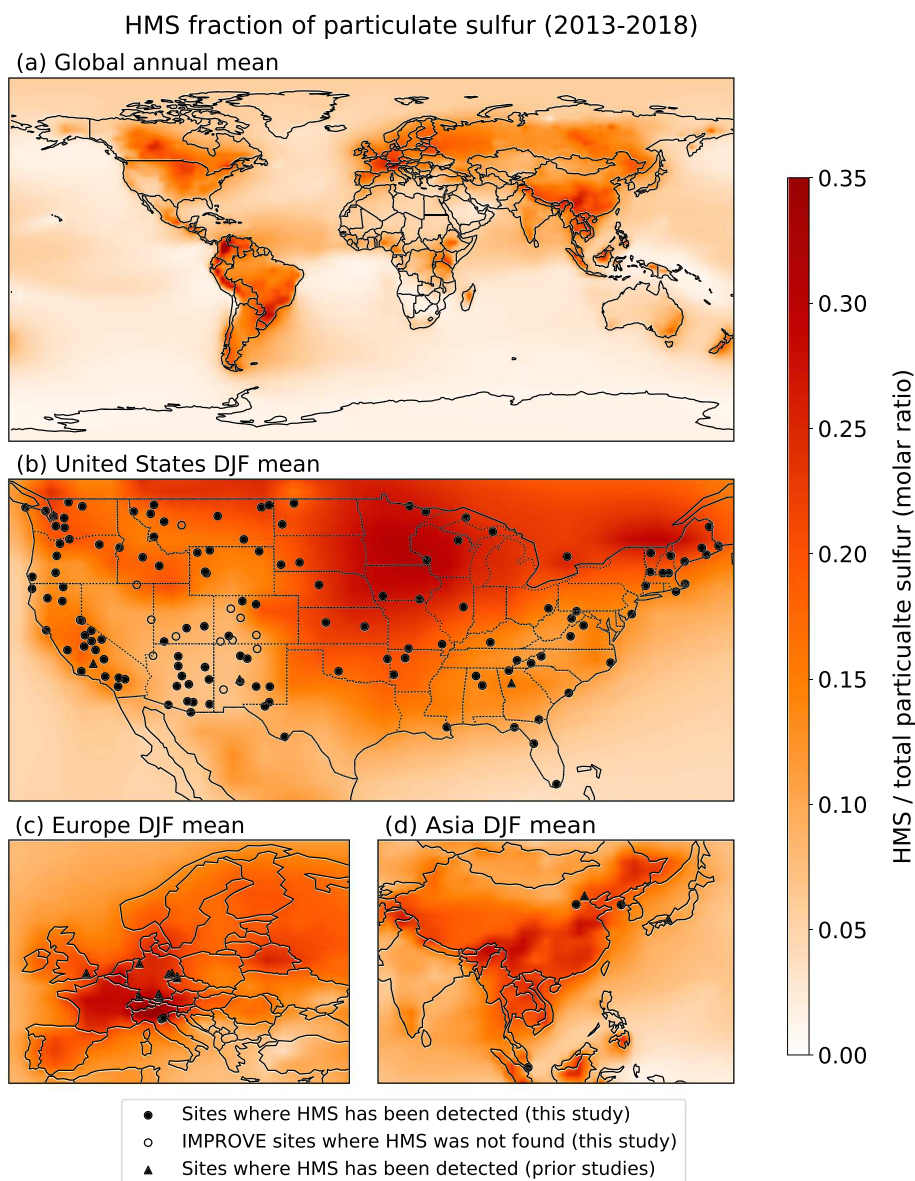 HMS fraction of particulate sulfur (2013-2018)
(a) Global annual mean
(b) United States DJF mean
(c) Europe DJF mean
(d) Asia DJF mean
0.35
0.30
0.25
0.20
0.15
0.10
0.05
0.00
HMS / total particualte sulfur (molar ratio)
Sites where HMS has been detected (this study)
IMPROVE sites where HMS was not found (this study)
Sites where HMS has been detected (prior studies)